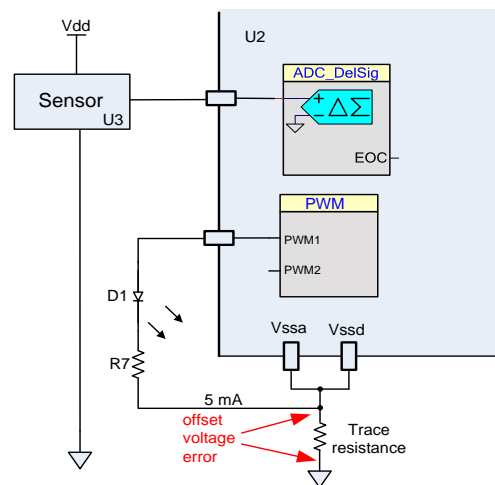 Vdd
U2
Sensor
U3
ADC_DelSig
+
−
ΔΣ
EOC
PWM
PWM1
PWM2
D1
R7
Vssa
Vssd
5 mA
offset
voltage
error
Trace
resistance